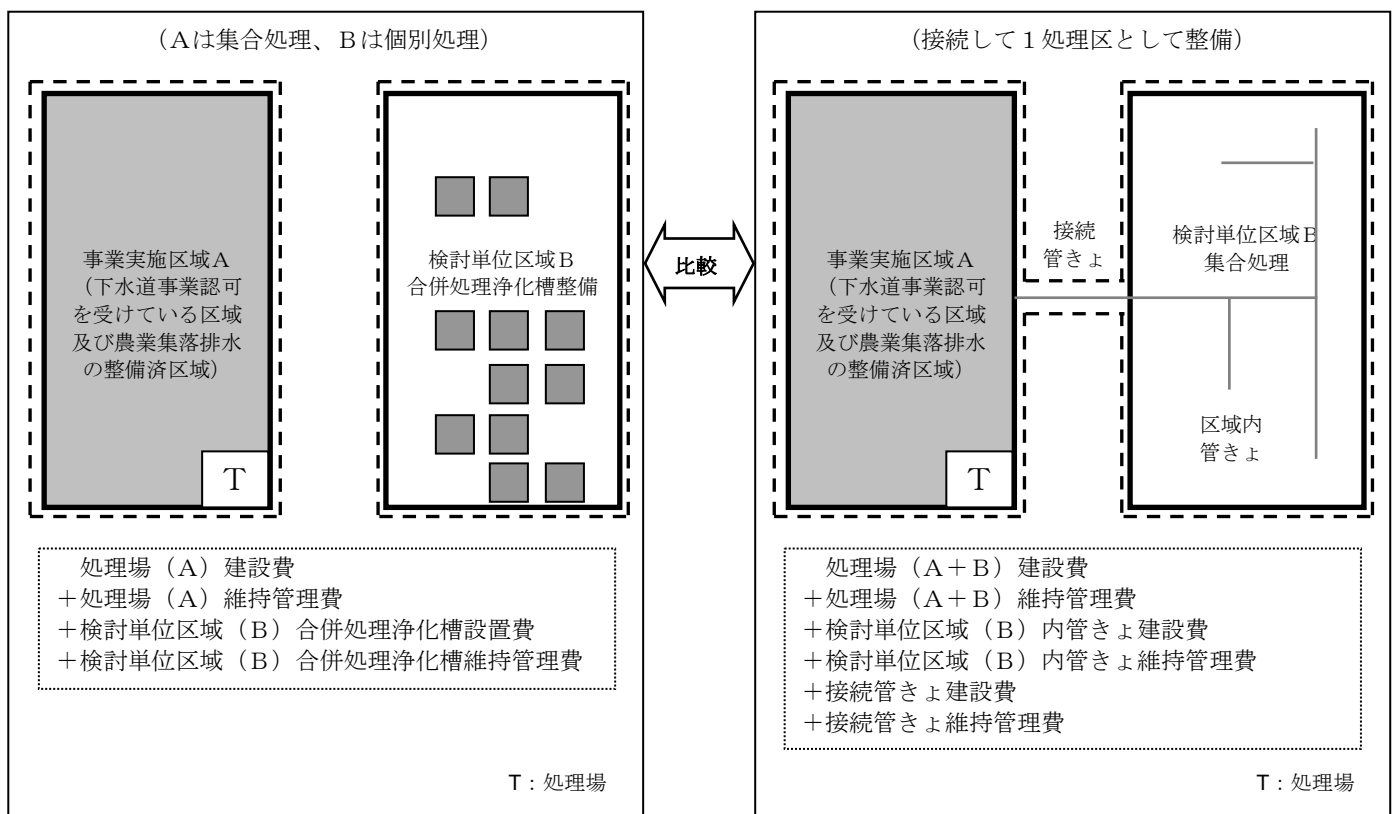 (Aは集合処理、Bは個別処理)
事業実施区域A
(下水道事業認可
を受けている区域
及び農業集落排水
の整備済区域)
T
検討単位区域B
合併処理浄化槽整備
処理場(A)建設費
+処理場(A)維持管理費
+検討単位区域(B)合併処理浄化槽設置費
+検討単位区域(B)合併処理浄化槽維持管理費
T:処理場
比較
(接続して1処理区として整備)
事業実施区域A
(下水道事業認可
を受けている区域
及び農業集落排水
の整備済区域)
T
接続
管きょ
検討単位区域B
集合処理
区域内
管きょ
処理場(A+B)建設費
+処理場(A+B)維持管理費
+検討単位区域(B)内管きょ建設費
+検討単位区域(B)内管きょ維持管理費
+接続管きょ建設費
+接続管きょ維持管理費
T:処理場